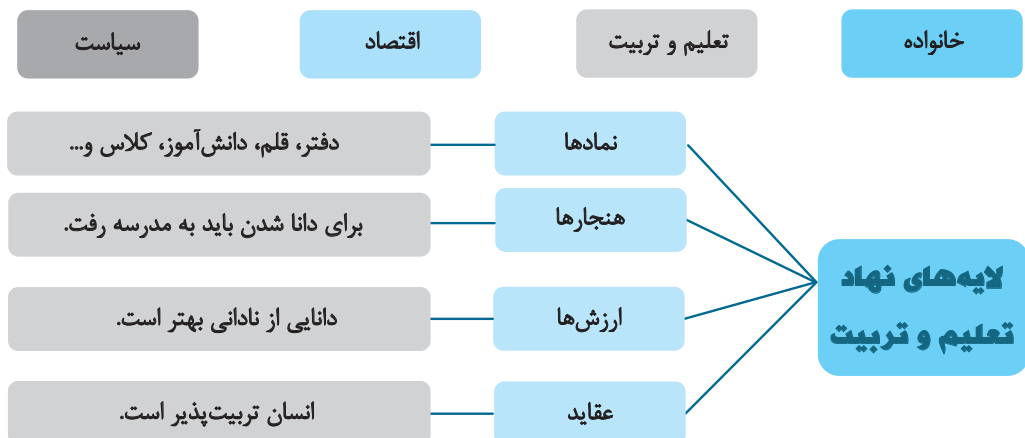 خانواده
تعلیم و تربیت
اقتصاد
سیاست
لایه‌های نهاد
تعلیم و تربیت
نمادها
دفتر، قلم، دانش‌آموز، کلاس و...
هنجارها
برای دانا شدن باید به مدرسه رفت.
ارزش‌ها
دانایی از نادانی بهتر است.
عقاید
انسان تربیت‌پذیر است.